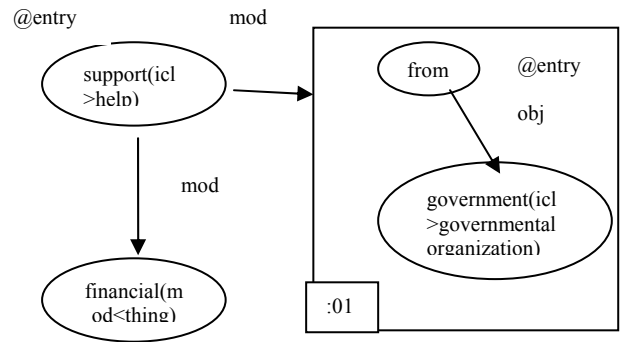 @entry
mod
support(icl
>help)
from
@entry
obj
mod
government(icl
>governmental
organization)
financial(m
od<thing)
:01